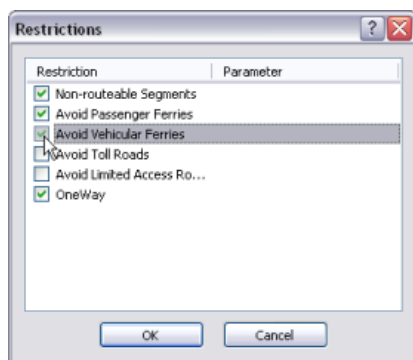 Restrictions
Restriction Parameter
Non-routeable Segments
Avoid Passenger Ferries
Avoid Vehicular Ferries
Avoid Toll Roads
Avoid Limited Access Ro...
OneWay
OK Cancel